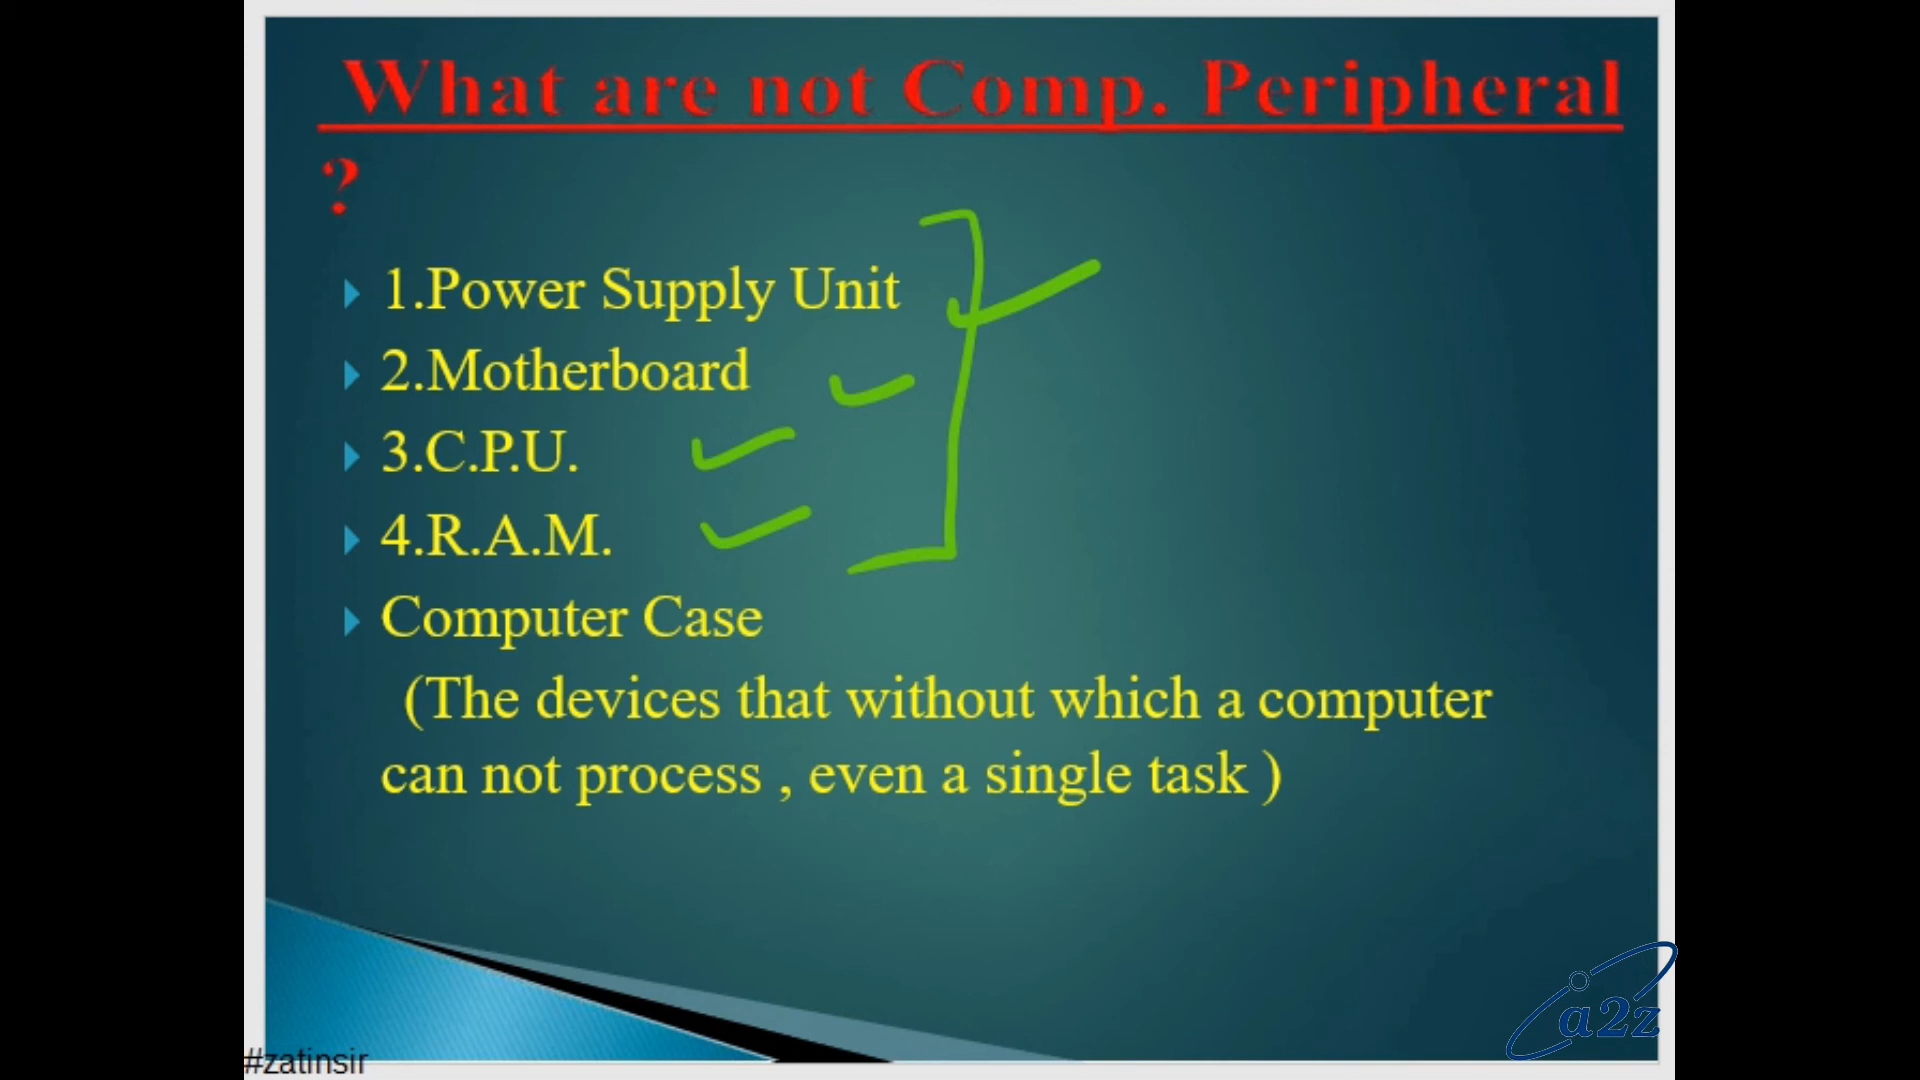 What are not Comp. Peripheral
?
1.Power Supply Unit
2.Motherboard
3.C.P.U.
4.R.A.M.
Computer Case
(The devices that without which a computer
can not process , even a single task )
a2z
#zatinsir